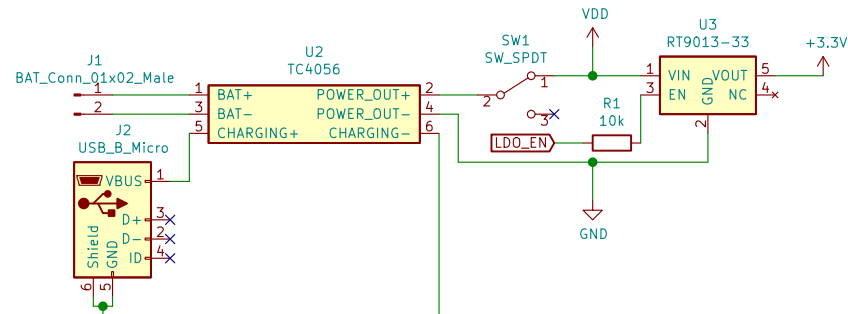 VDD
U3
RT9013-33
+3.3V
SW1
SW_SPDT
U2
TC4056
J1
BAT_Conn_01x02_Male
1
1 BAT+ POWER_OUT+ 2
2 1 3
1 VIN VOUT 5
3 EN GND NC 4
2
2
3 BAT- POWER_OUT- 4
5 CHARGING+ CHARGING- 6
R1
10k
LDO_EN
J2
USB_B_Micro
VBUS 1
D+ 3
D- 2
ID 4
Shield
GND
6 5
GND